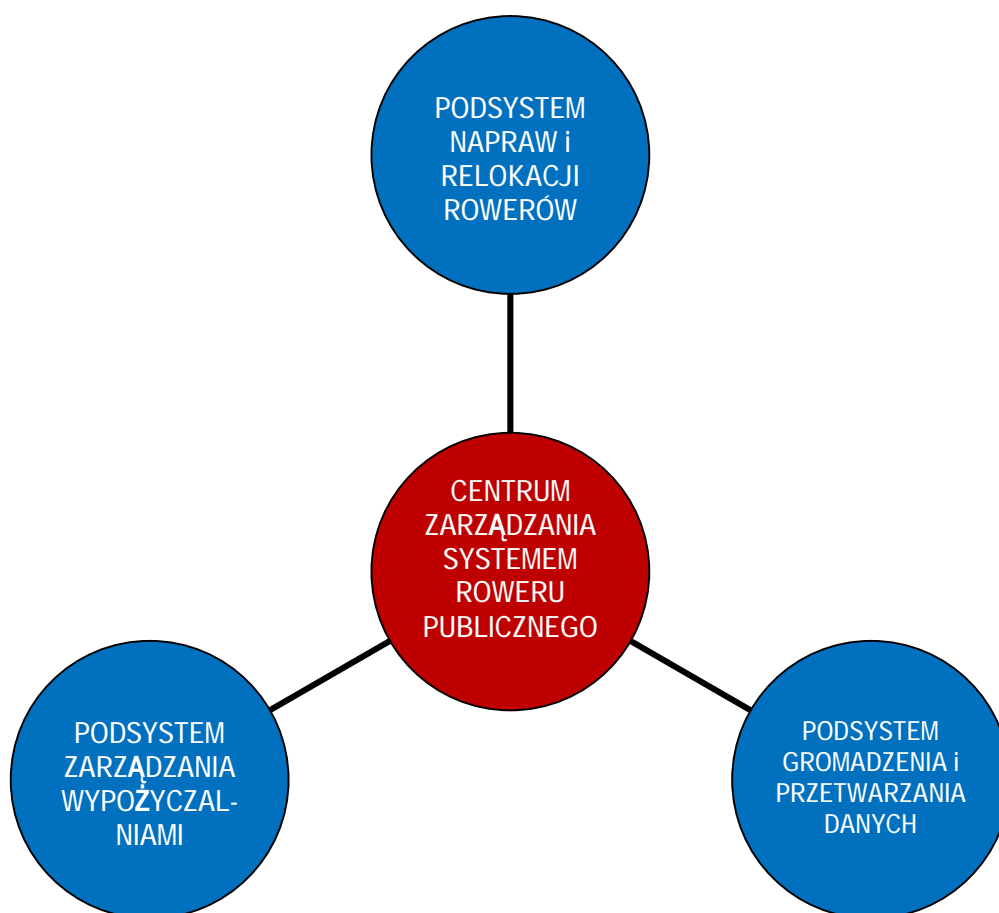 PODSYSTEM
NAPRAW i
RELOKACJI
ROWERÓW
CENTRUM
ZARZĄDZANIA
SYSTEMEM
ROWERU
PUBLICZNEGO
PODSYSTEM
ZARZĄDZANIA
WYPOŻYCZAL-
NIAMI
PODSYSTEM
GROMADZENIA i
PRZETWARZANIA
DANYCH